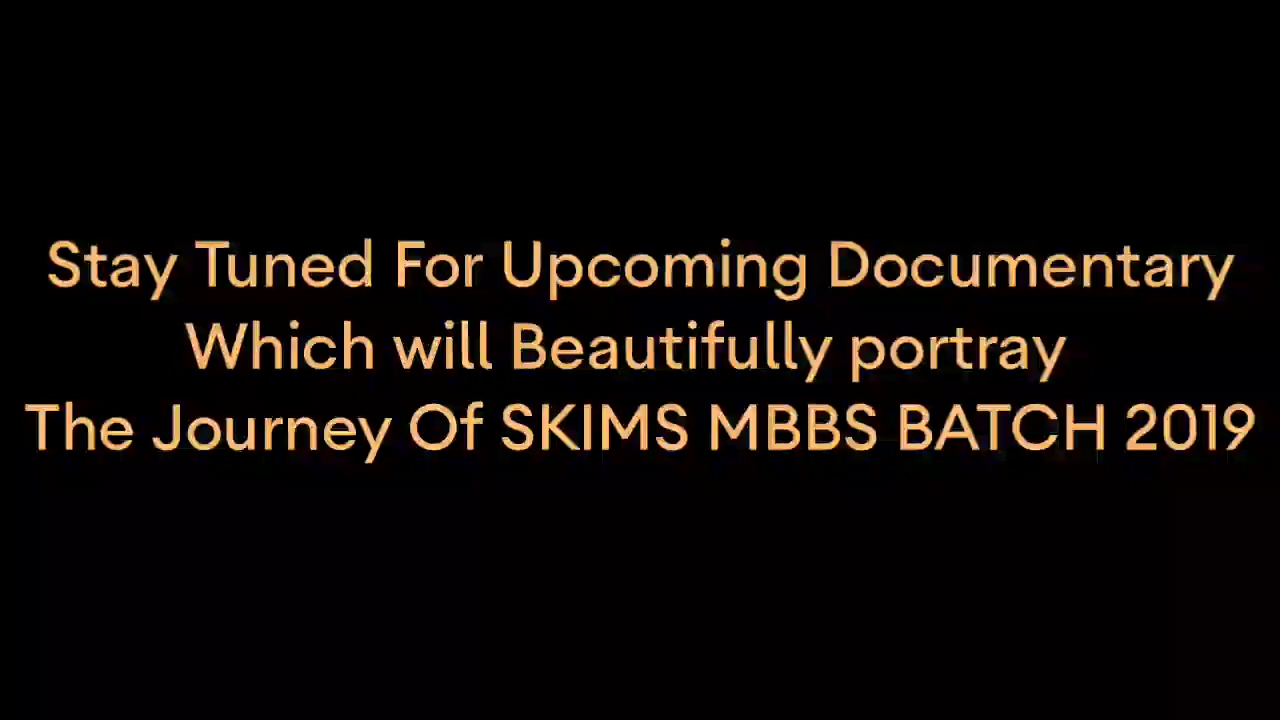 Stay Tuned For Upcoming Documentary
Which will Beautifully portray
The Journey Of SKIMS MBBS BATCH 2019